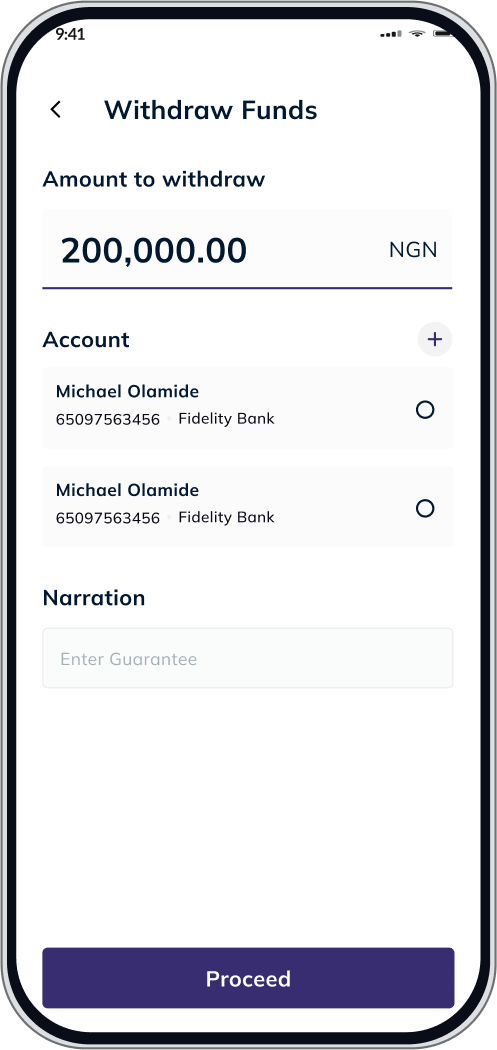 9:41
Withdraw Funds
Amount to withdraw
200,000.00 NGN
Account
Michael Olamide
65097563456 Fidelity Bank
Michael Olamide
65097563456 Fidelity Bank
Narration
Enter Guarantee
Proceed